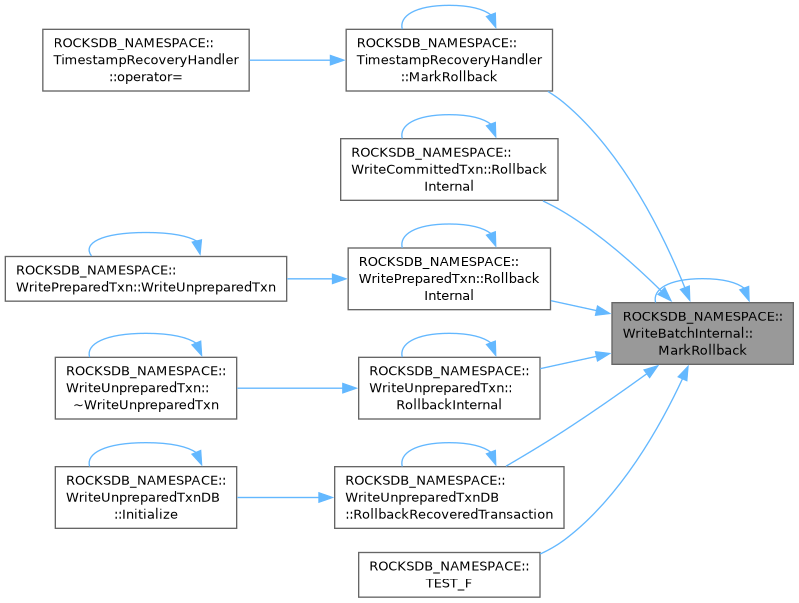 ROCKSDB_NAMESPACE::
TimestampRecoveryHandler
::operator=
ROCKSDB_NAMESPACE::
TimestampRecoveryHandler
::MarkRollback
ROCKSDB_NAMESPACE::
WriteCommittedTxn::Rollback
Internal
ROCKSDB_NAMESPACE::
WritePreparedTxn::WriteUnpreparedTxn
ROCKSDB_NAMESPACE::
WritePreparedTxn::Rollback
Internal
ROCKSDB_NAMESPACE::
WriteBatchInternal::
MarkRollback
ROCKSDB_NAMESPACE::
WriteUnpreparedTxn::
~WriteUnpreparedTxn
ROCKSDB_NAMESPACE::
WriteUnpreparedTxn::
RollbackInternal
ROCKSDB_NAMESPACE::
WriteUnpreparedTxnDB
::Initialize
ROCKSDB_NAMESPACE::
WriteUnpreparedTxnDB
::RollbackRecoveredTransaction
ROCKSDB_NAMESPACE::
TEST_F